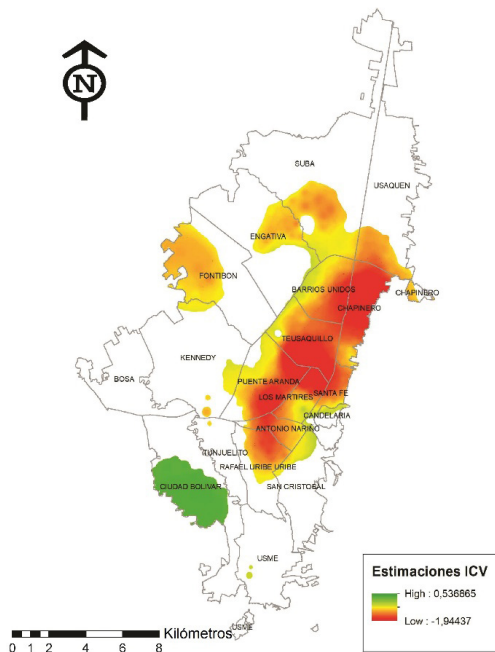 N
SUBA
USAQUEN
ENGATIVA
FONTIBON
BARRIOS UNIDOS
CHAPINERO
CHAPINERO
TEUSAQUILLO
KENNEDY
BOSA
PUENTE ARANDA
LOS MARTIRES
SANTA FE
CANDELARIA
ANTONIO NARIÑO
TUNJUELITO
RAFAEL URIBE URIBE
CIUDAD BOLIVAR
SAN CRISTOBAL
USME
USME
Estimaciones ICV
High : 0,536865
Low : -1,94437
Kilómetros
0 1 2 4 6 8